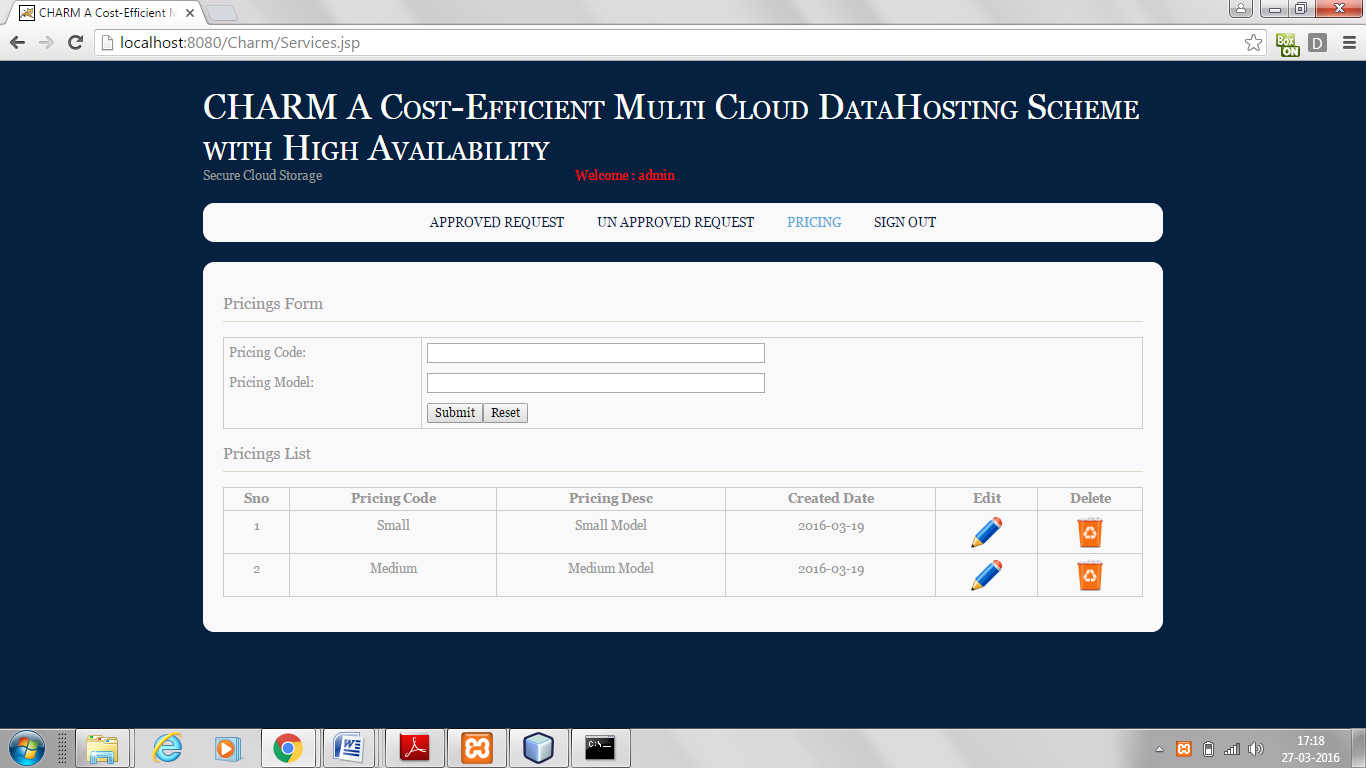 CHARM A Cost-Efficient M
localhost:8080/Charm/Services.jsp
Box
ON
D
CHARM A Cost-Efficient Multi Cloud DataHosting Scheme
with High Availability
Secure Cloud Storage
Welcome : admin
APPROVED REQUEST UN APPROVED REQUEST PRICING SIGN OUT
Pricings Form
Pricing Code:
Pricing Model:
Submit Reset
Pricings List
Sno Pricing Code Pricing Desc Created Date Edit Delete
1 Small Small Model 2016-03-19
2 Medium Medium Model 2016-03-19
17:18
27-03-2016